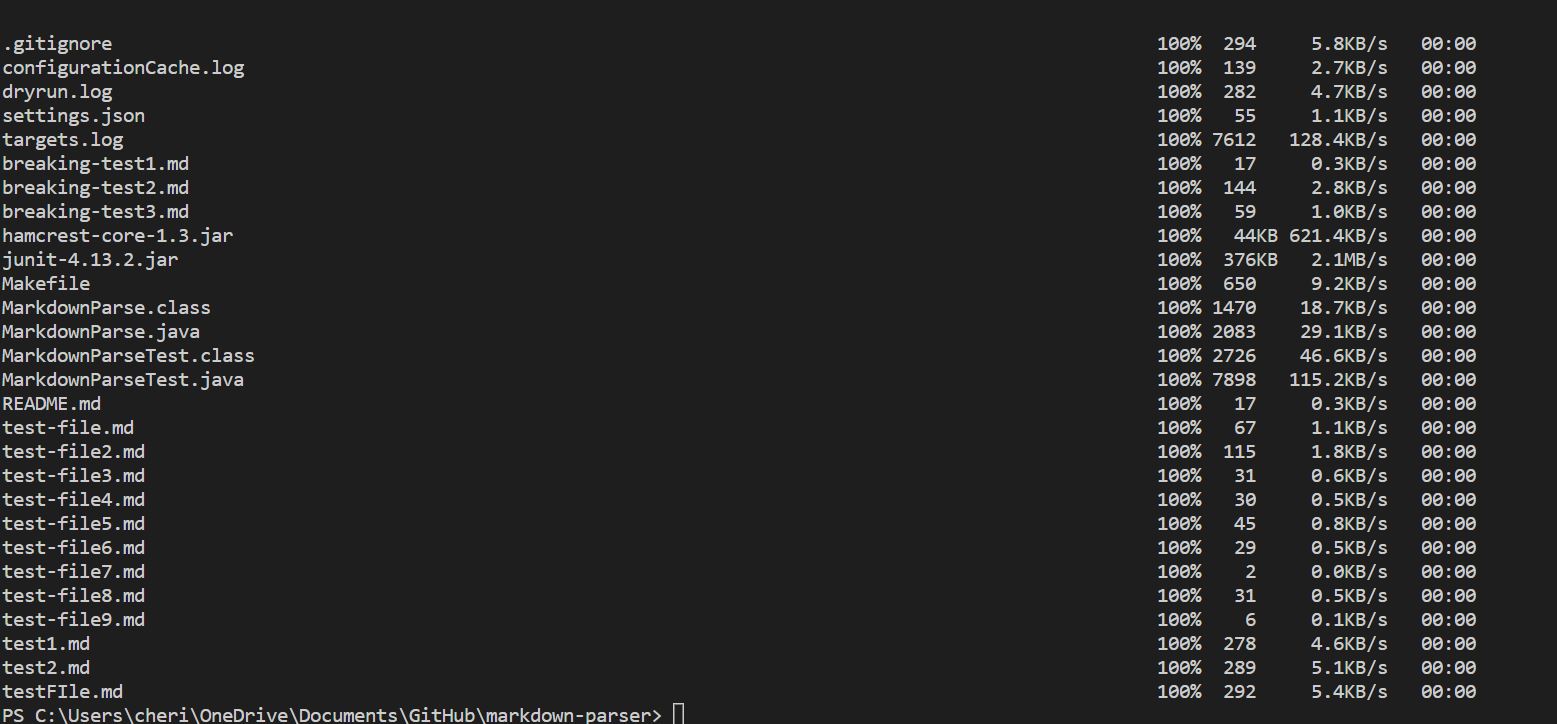 .gitignore 100% 294 5.8KB/s 00:00
configurationCache.log 100% 139 2.7KB/s 00:00
dryrun.log 100% 282 4.7KB/s 00:00
settings.json 100% 55 1.1KB/s 00:00
targets.log 100% 7612 128.4KB/s 00:00
breaking-test1.md 100% 17 0.3KB/s 00:00
breaking-test2.md 100% 144 2.8KB/s 00:00
breaking-test3.md 100% 59 1.0KB/s 00:00
hamcrest-core-1.3.jar 100% 44KB 621.4KB/s 00:00
junit-4.13.2.jar 100% 376KB 2.1MB/s 00:00
Makefile 100% 650 9.2KB/s 00:00
MarkdownParse.class 100% 1470 18.7KB/s 00:00
MarkdownParse.java 100% 2083 29.1KB/s 00:00
MarkdownParseTest.class 100% 2726 46.6KB/s 00:00
MarkdownParseTest.java 100% 7898 115.2KB/s 00:00
README.md 100% 17 0.3KB/s 00:00
test-file.md 100% 67 1.1KB/s 00:00
test-file2.md 100% 115 1.8KB/s 00:00
test-file3.md 100% 31 0.6KB/s 00:00
test-file4.md 100% 30 0.5KB/s 00:00
test-file5.md 100% 45 0.8KB/s 00:00
test-file6.md 100% 29 0.5KB/s 00:00
test-file7.md 100% 2 0.0KB/s 00:00
test-file8.md 100% 31 0.5KB/s 00:00
test-file9.md 100% 6 0.1KB/s 00:00
test1.md 100% 278 4.6KB/s 00:00
test2.md 100% 289 5.1KB/s 00:00
testFIle.md 100% 292 5.4KB/s 00:00
PS C:\Users\cheri\OneDrive\Documents\GitHub\markdown-parser>